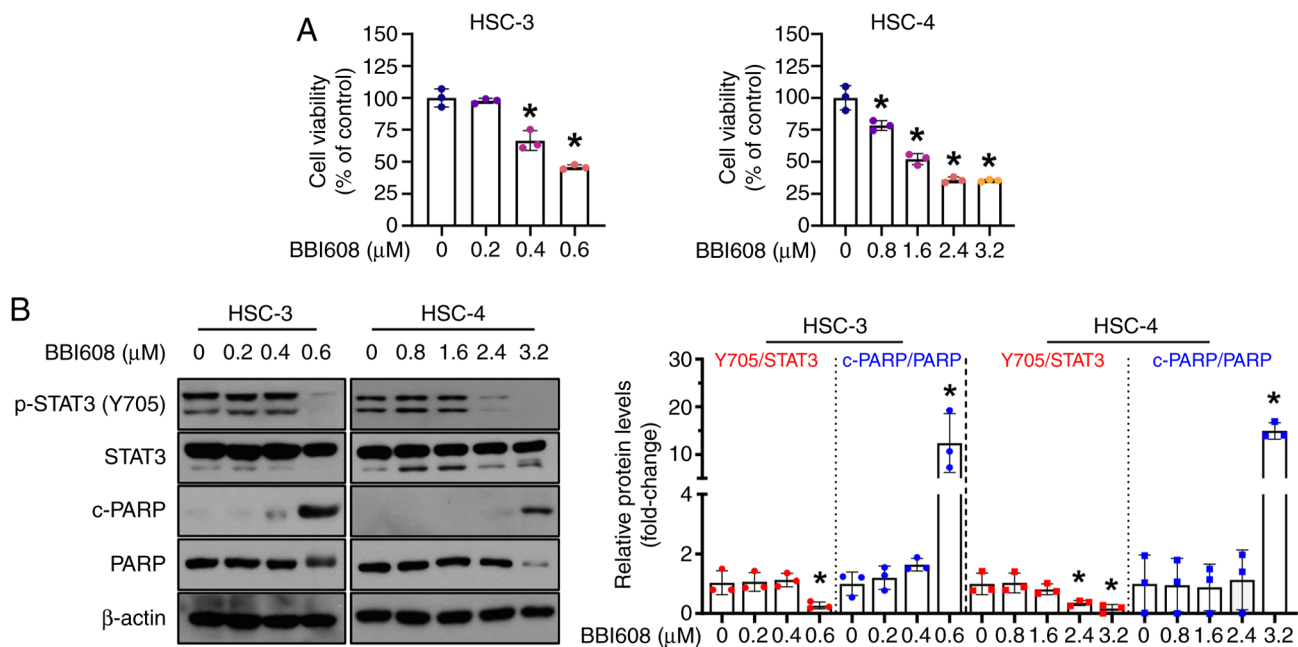 A
HSC-3
Cell viability
(% of control)
150
125
100
75
50
25
0
* *
BBI608 (μM) 0 0.2 0.4 0.6
HSC-4
Cell viability
(% of control)
150
125
100
75
50
25
0
* * * *
BBI608 (μM) 0 0.8 1.6 2.4 3.2
B
HSC-3 HSC-4
BBI608 (μM) 0 0.2 0.4 0.6 0 0.8 1.6 2.4 3.2
p-STAT3 (Y705)
STAT3
c-PARP
PARP
β-actin
HSC-3 HSC-4
Y705/STAT3 c-PARP/PARP Y705/STAT3 c-PARP/PARP
Relative protein levels
(fold-change)
30
20
15
10
5
4
2
0
* * * * *
BBI608 (μM) 0 0.2 0.4 0.6 0 0.2 0.4 0.6 0 0.8 1.6 2.4 3.2 0 0.8 1.6 2.4 3.2